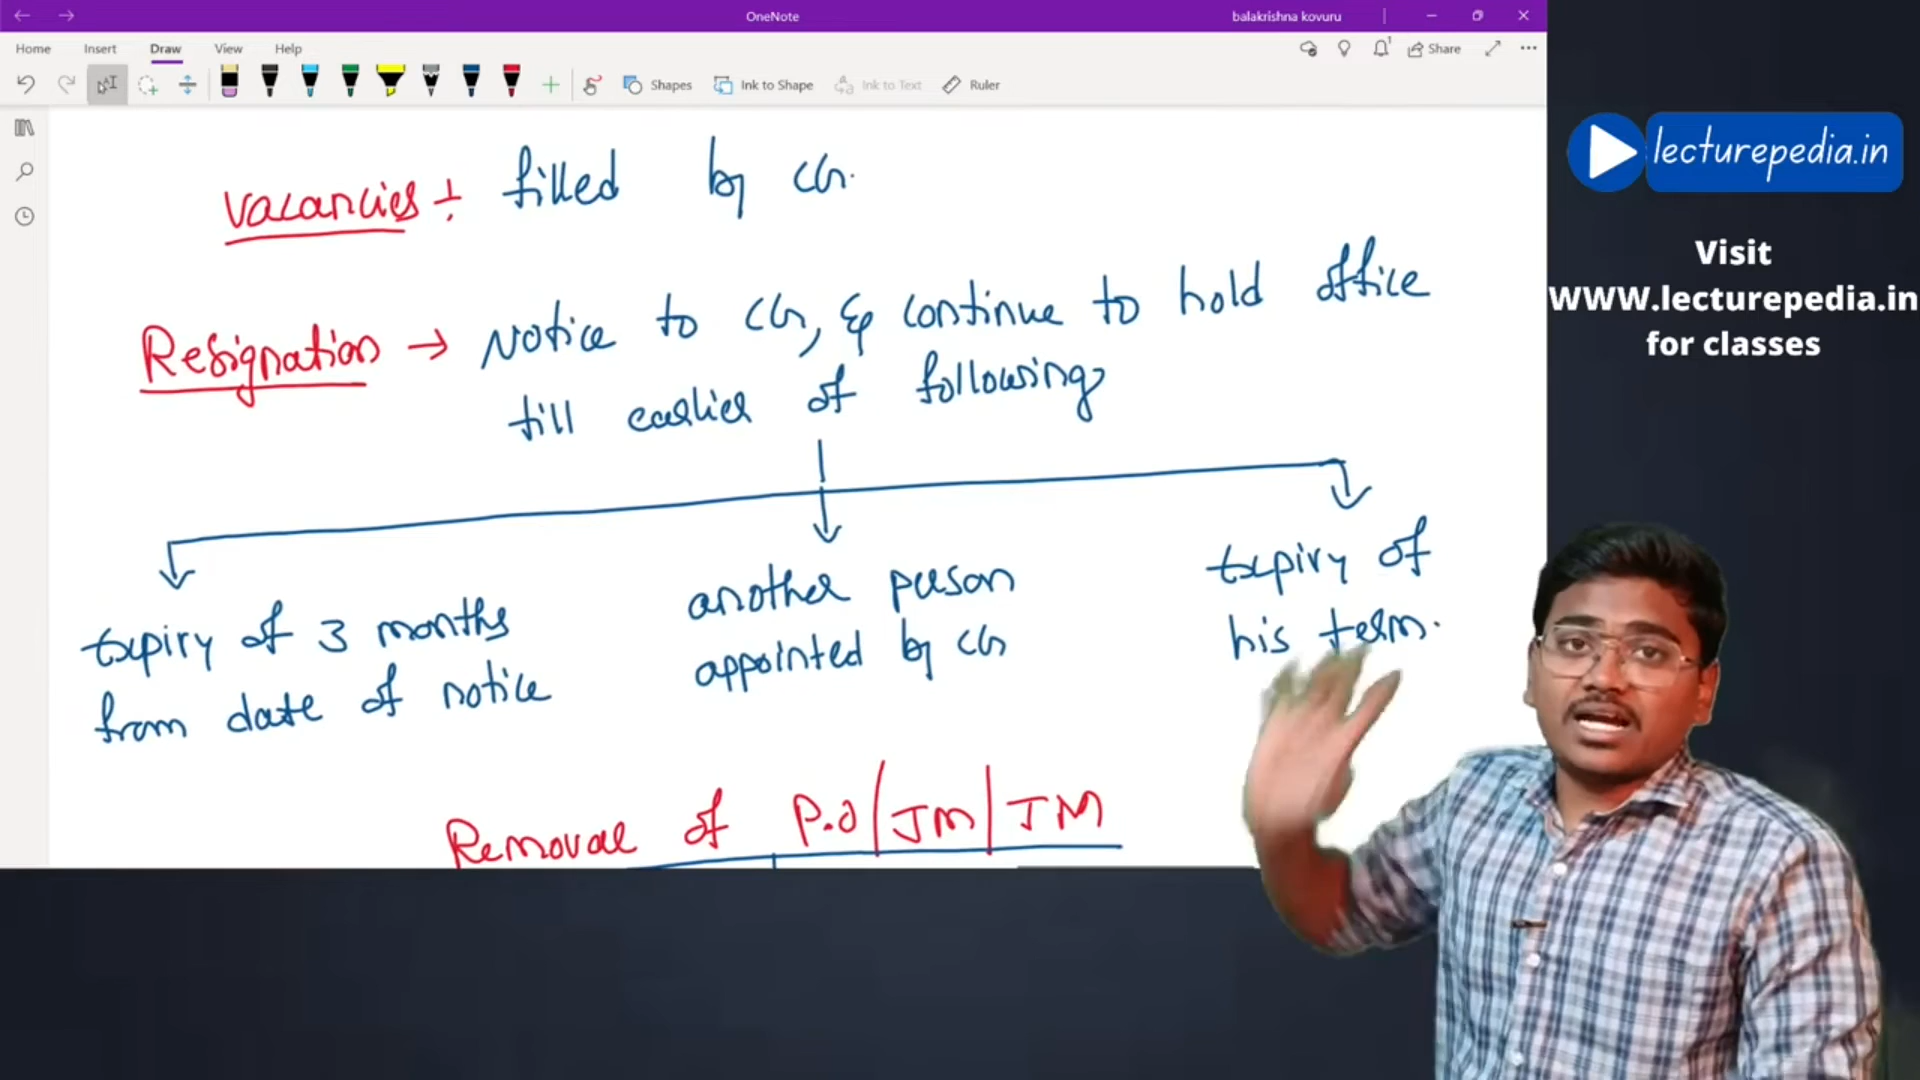 OneNote
balakrishna kovuru
Home Insert Draw View Help
1 Share
Shapes Ink to Shape Ink to Text Ruler
lecturepedia.in
Visit
WWW.lecturepedia.in
for classes
Vacancies ÷ filled by CG.
Resignation → Notice to CG, & continue to hold office
till earlier of following
Expiry of 3 months
from date of notice
another person
appointed by CG
Expiry of
his term.
Removal of P.O | JM | TM